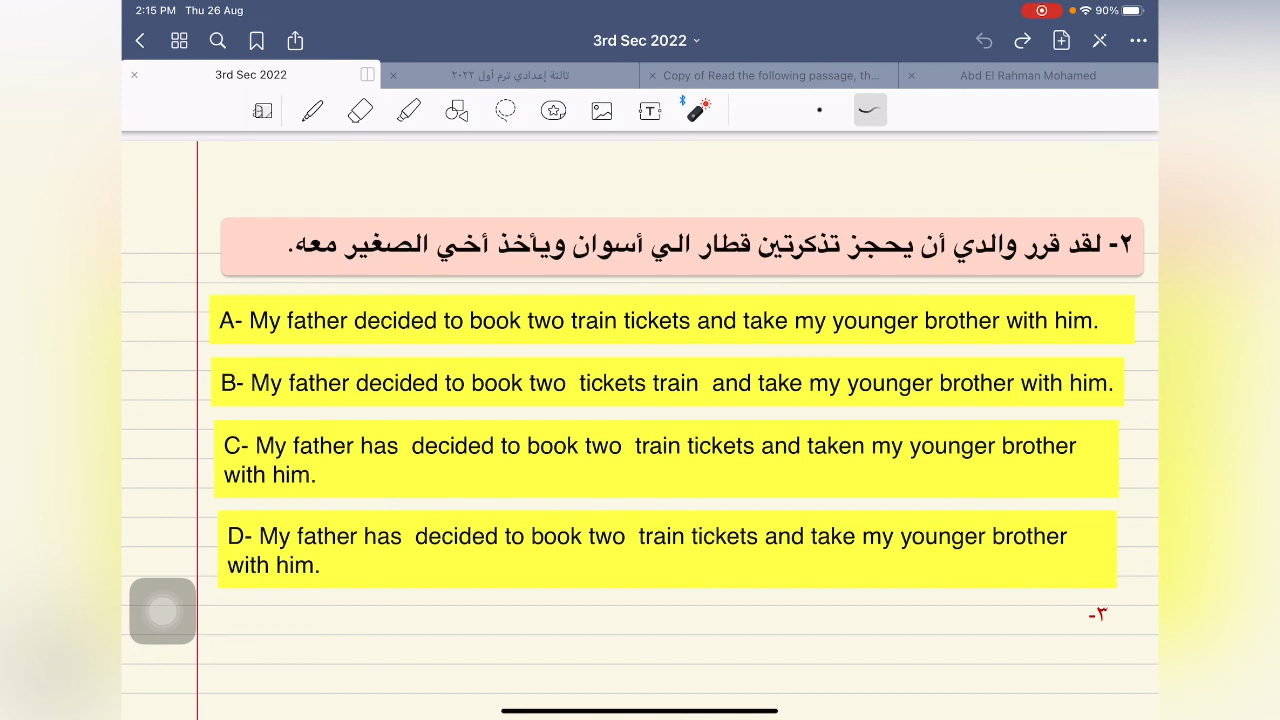 2:15 PM Thu 26 Aug
90%
3rd Sec 2022
3rd Sec 2022
ثالثة إعدادي ترم أول ٢٠٢٢
Copy of Read the following passage, th...
Abd El Rahman Mohamed
٢- لقد قرر والدي أن يحجز تذكرتين قطار الي أسوان ويأخذ أخي الصغير معه.
A- My father decided to book two train tickets and take my younger brother with him.
B- My father decided to book two tickets train and take my younger brother with him.
C- My father has decided to book two train tickets and taken my younger brother
with him.
D- My father has decided to book two train tickets and take my younger brother
with him.
٣-